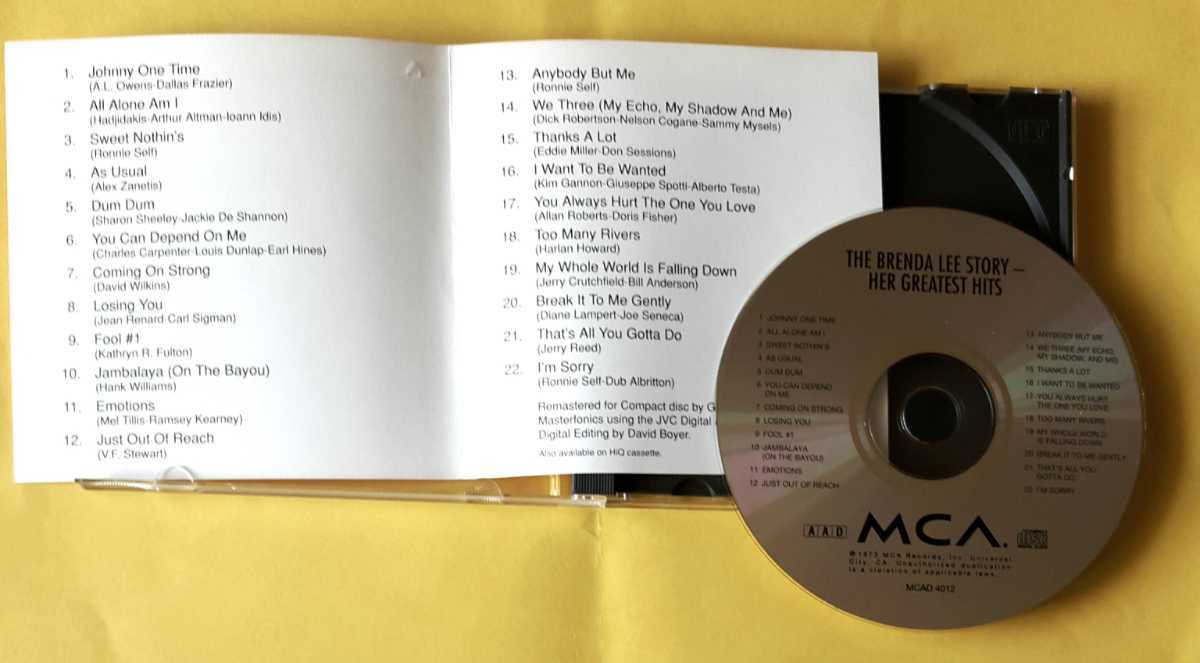 1. Johnny One Time
(A.L. Owens-Dallas Frazier)
2. All Alone Am I
(Hadjidakis-Arthur Altman-Ioann Idis)
3. Sweet Nothin's
(Ronnie Self)
4. As Usual
(Alex Zanetis)
5. Dum Dum
(Sharon Sheeley-Jackie De Shannon)
6. You Can Depend On Me
(Charles Carpenter-Louis Dunlap-Earl Hines)
7. Coming On Strong
(David Wilkins)
8. Losing You
(Jean Renard-Carl Sigman)
9. Fool #1
(Kathryn R. Fulton)
10. Jambalaya (On The Bayou)
(Hank Williams)
11. Emotions
(Mel Tillis-Ramsey Kearney)
12. Just Out Of Reach
(V.F. Stewart)
13. Anybody But Me
(Ronnie Self)
14. We Three (My Echo, My Shadow And Me)
(Dick Robertson-Nelson Cogane-Sammy Mysels)
15. Thanks A Lot
(Eddie Miller-Don Sessions)
16. I Want To Be Wanted
(Kim Gannon-Giuseppe Spotti-Alberto Testa)
17. You Always Hurt The One You Love
(Allan Roberts-Doris Fisher)
18. Too Many Rivers
(Harlan Howard)
19. My Whole World Is Falling Down
(Jerry Crutchfield-Bill Anderson)
20. Break It To Me Gently
(Diane Lampert-Joe Seneca)
21. That's All You Gotta Do
(Jerry Reed)
22. I'm Sorry
(Ronnie Self-Dub Albritton)
Remastered for Compact disc by G
Masterfonics using the JVC Digital
Digital Editing by David Boyer.
Also available on HiQ cassette.
THE BRENDA LEE STORY –
HER GREATEST HITS
1 JOHNNY ONE TIME
2 ALL ALONE AM I
3 SWEET NOTHIN'S
4 AS USUAL
5 DUM DUM
6 YOU CAN DEPEND
ON ME
7 COMING ON STRONG
8 LOSING YOU
9 FOOL #1
10 JAMBALAYA
(ON THE BAYOU)
11 EMOTIONS
12 JUST OUT OF REACH
13 ANYBODY BUT ME
14 WE THREE (MY ECHO,
MY SHADOW, AND ME)
15 THANKS A LOT
16 I WANT TO BE WANTED
17 YOU ALWAYS HURT
THE ONE YOU LOVE
18 TOO MANY RIVERS
19 MY WHOLE WORLD
IS FALLING DOWN
20 BREAK IT TO ME GENTLY
21 THAT'S ALL YOU
GOTTA DO
22 I'M SORRY
AAD MCA.
DIGITAL AUDIO
℗1973 MCA Records, Inc. Universal
City, CA. Unauthorized duplication
is a violation of applicable laws.
MCAD 4012